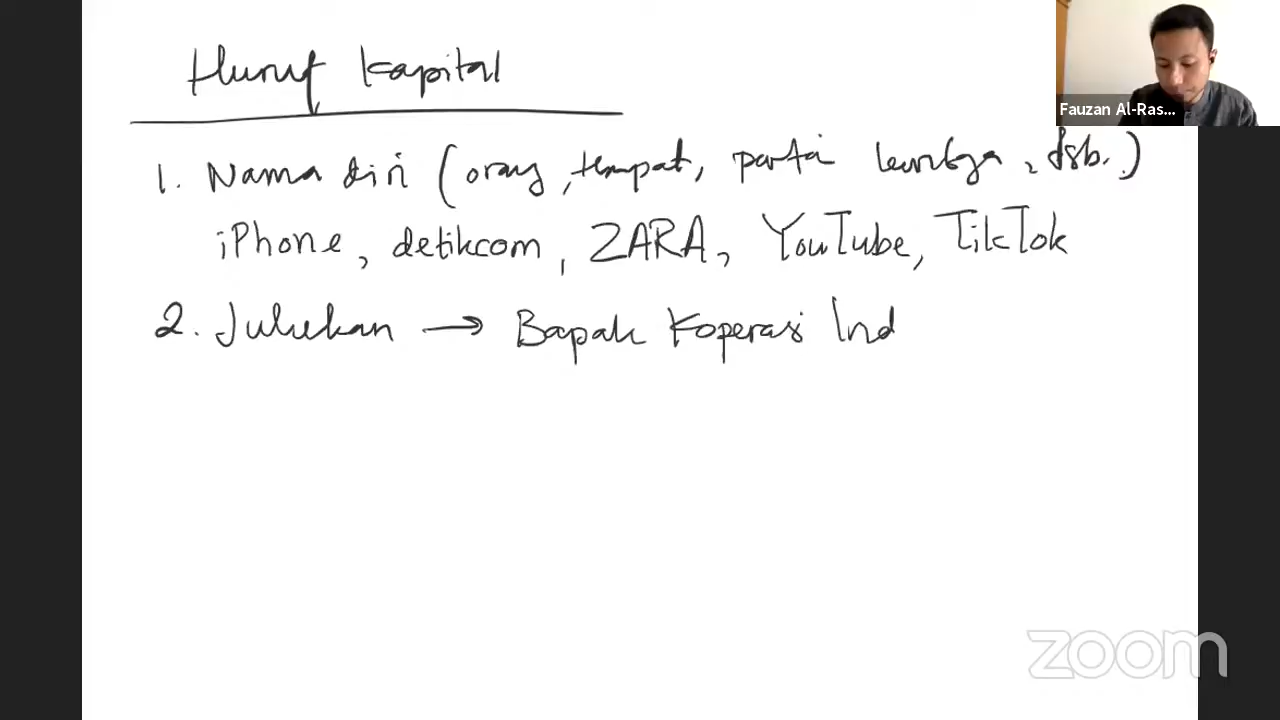 Huruf Kapital
Fauzan Al-Ras...
1. Nama diri (orang, tempat, partai lembaga, dsb.)
iPhone, detikcom, ZARA, YouTube, TikTok
2. Julukan → Bapak Koperasi Ind
zoom